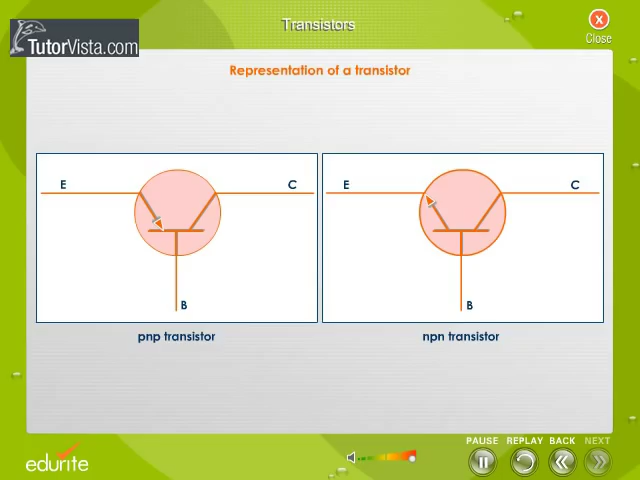 Transistors
TutorVista.com
Close
Representation of a transistor
E
C
B
E
C
B
pnp transistor
npn transistor
PAUSE REPLAY BACK NEXT
edurite